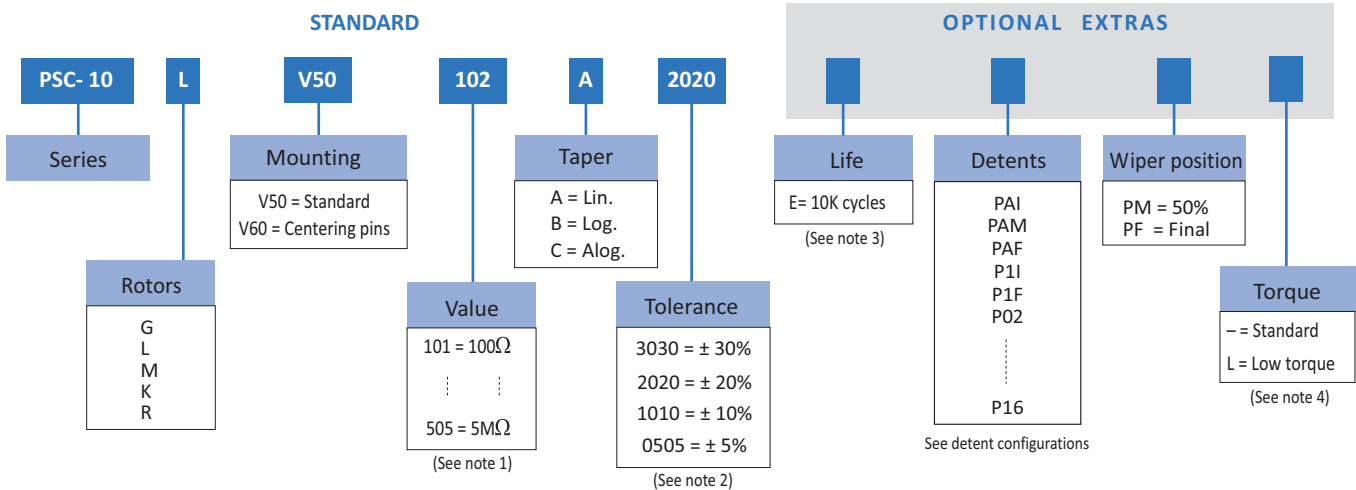 STANDARD
OPTIONAL EXTRAS
PSC- 10 L V50 102 A 2020
Series
Mounting
V50 = Standard
V60 = Centering pins
Taper
A = Lin.
B = Log.
C = Alog.
Life
E= 10K cycles
(See note 3)
Detents
PAI
PAM
PAF
P1I
P1F
P02
P16
See detent configurations
Wiper position
PM = 50%
PF = Final
Rotors
G
L
M
K
R
Value
101 = 100Ω
505 = 5MΩ
(See note 1)
Tolerance
3030 = ± 30%
2020 = ± 20%
1010 = ± 10%
0505 = ± 5%
(See note 2)
Torque
– = Standard
L = Low torque
(See note 4)